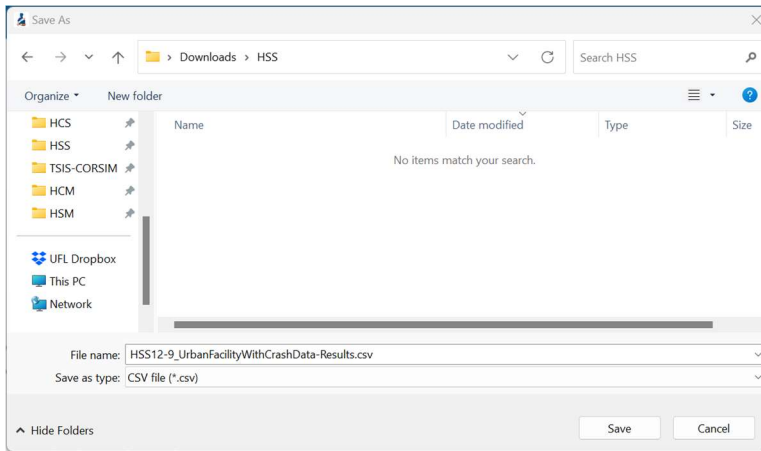 Save As
Downloads > HSS
Search HSS
Organize
New folder
Name
Date modified
Type
Size
HCS
HSS
TSIS-CORSIM
HCM
HSM
No items match your search.
UFL Dropbox
This PC
Network
File name: HSS12-9_UrbanFacilityWithCrashData-Results.csv
Save as type: CSV file (*.csv)
Hide Folders
Save
Cancel